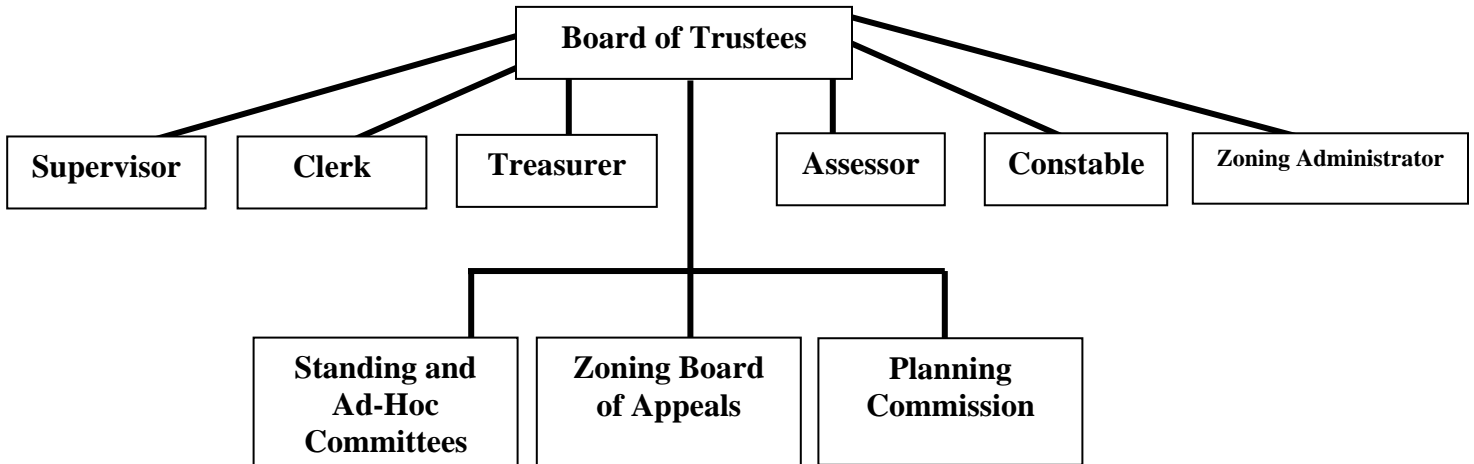 Board of Trustees
Supervisor
Clerk
Treasurer
Assessor
Constable
Zoning Administrator
Standing and
Ad-Hoc
Committees
Zoning Board
of Appeals
Planning
Commission